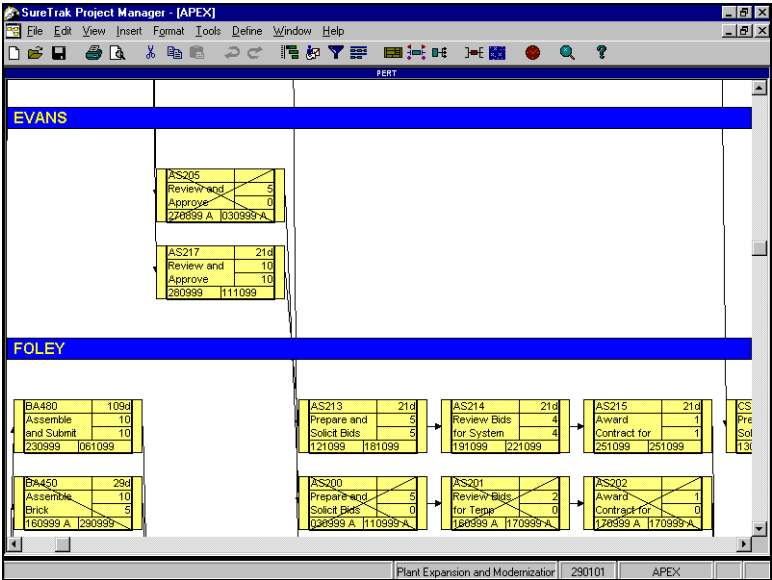 SureTrak Project Manager - [APEX]
File Edit View Insert Format Tools Define Window Help
PERT
EVANS
AS205
Review and 5
Approve 0
270899 A 030999 A
AS217 21d
Review and 10
Approve 10
280999 111099
FOLEY
BA480 109d
Assemble 10
and Submit 10
230999 061099
AS213 21d
Prepare and 5
Solicit Bids 5
121099 181099
AS214 21d
Review Bids 4
for System 4
191099 221099
AS215 21d
Award 1
Contract for 1
251099 251099
CS
Pre
Sol
130
BA450 29d
Assemble 10
Brick 5
160999 A 290999
AS200
Prepare and 5
Solicit Bids 0
030999 A 110999 A
AS201
Review Bids 2
for Temp 0
160999 A 170999 A
AS202
Award 1
Contract for 0
170999 A 170999 A
Plant Expansion and Modernization 290101 APEX